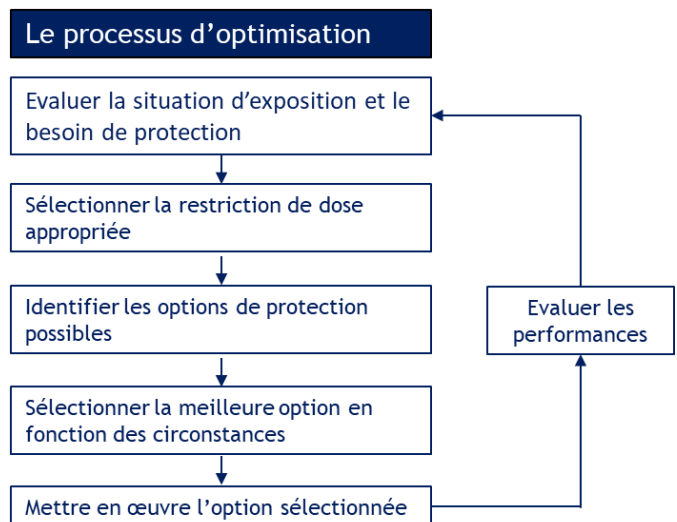 Le processus d’optimisation
Evaluer la situation d’exposition et le
besoin de protection
Sélectionner la restriction de dose
appropriée
Identifier les options de protection
possibles
Sélectionner la meilleure option en
fonction des circonstances
Mettre en œuvre l’option sélectionnée
Evaluer les
performances